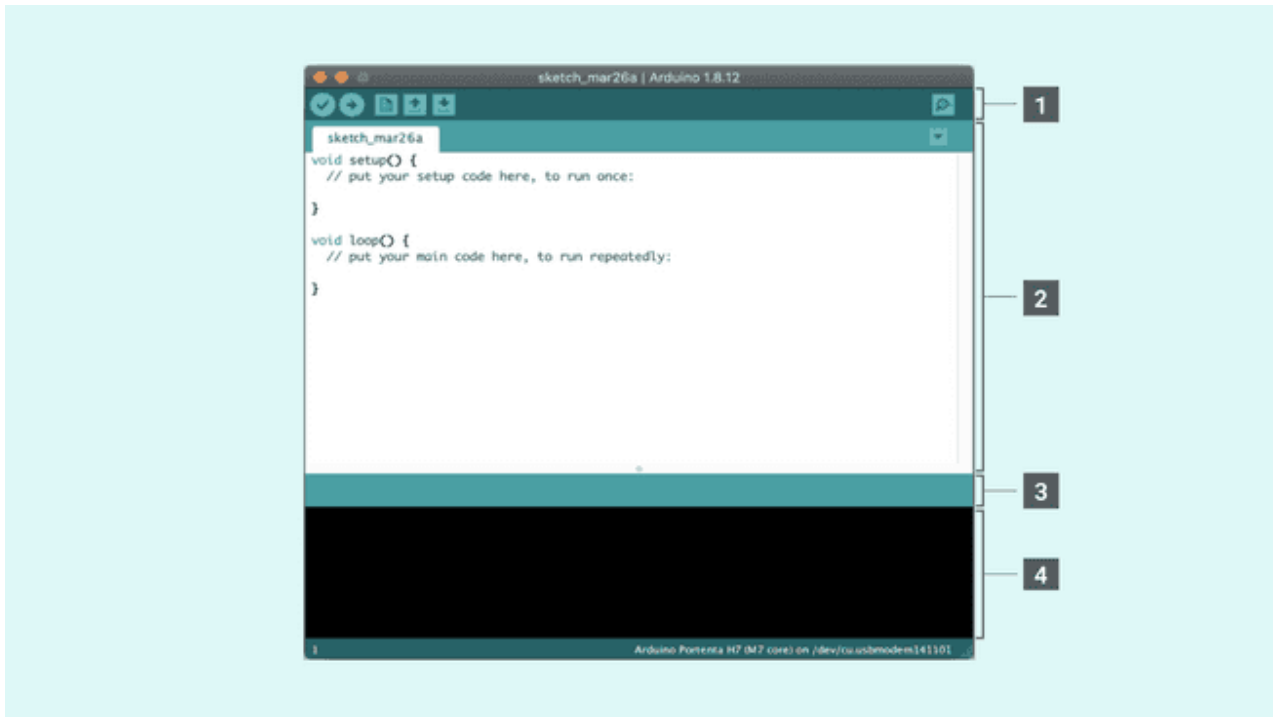 sketch_mar26a | Arduino 1.8.12
1
sketch_mar26a
void setup() {
// put your setup code here, to run once:
}
void loop() {
// put your main code here, to run repeatedly:
}
2
3
4
1
Arduino Portenta H7 (M7 core) on /dev/cu.usbmodem141101